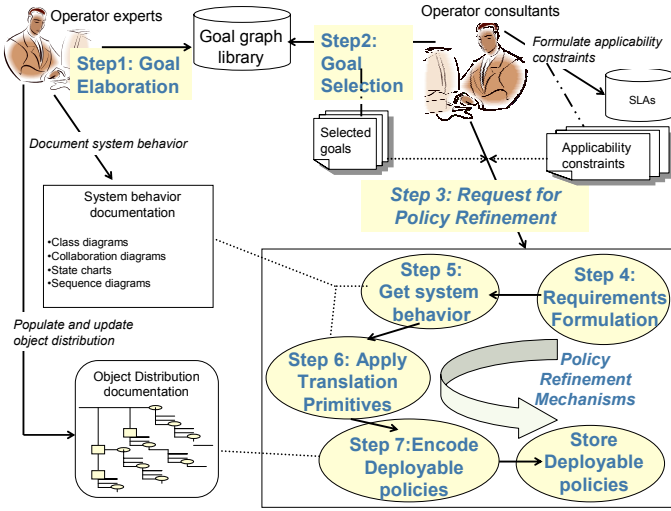 Operator experts
Operator consultants
Goal graph
library
Step1: Goal
Elaboration
Step2:
Goal
Selection
Formulate applicability
constraints
SLAs
Selected
goals
Applicability
constraints
Document system behavior
System behavior
documentation
•Class diagrams
•Collaboration diagrams
•State charts
•Sequence diagrams
Step 3: Request for
Policy Refinement
Step 5:
Get system
behavior
Step 4:
Requirements
Formulation
Populate and update
object distribution
Step 6: Apply
Translation
Primitives
Policy
Refinement
Mechanisms
Object Distribution
documentation
Step 7:Encode
Deployable
policies
Store
Deployable
policies